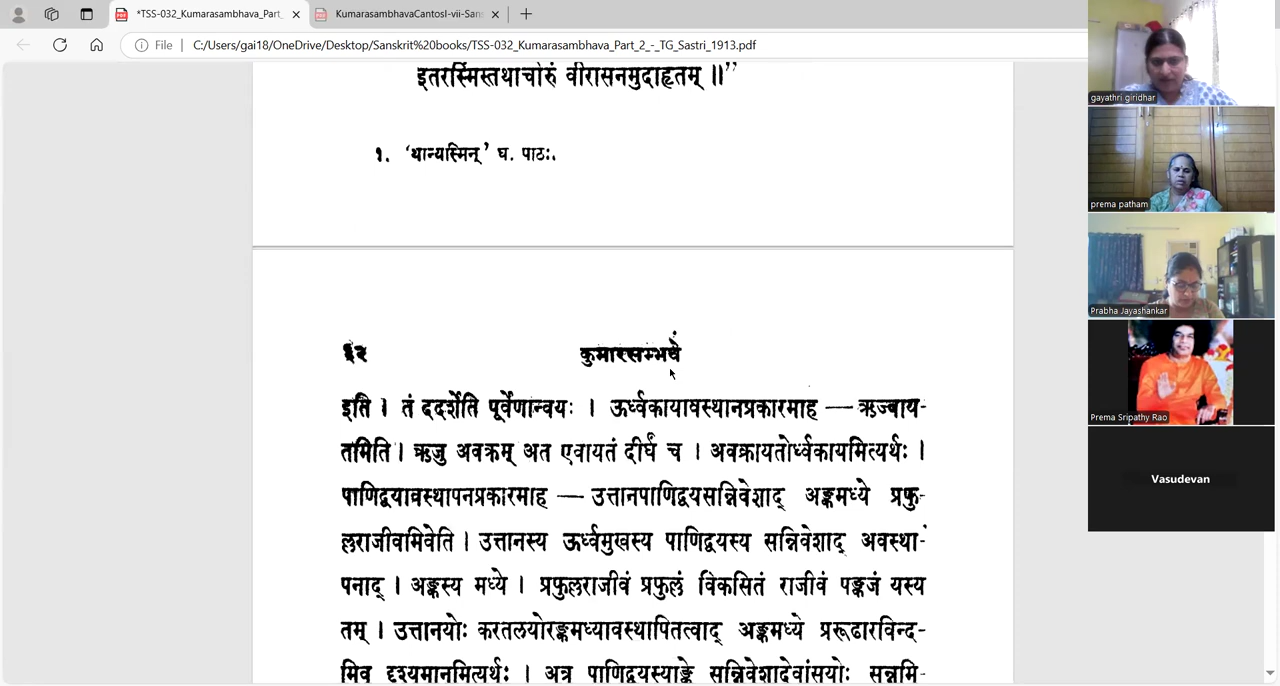 *TSS-032_Kumarasambhava_Part_
KumarasambhavaCantosI-vii-Sans
File
C:/Users/gai18/OneDrive/Desktop/Sanskrit%20books/TSS-032_Kumarasambhava_Part_2_-_TG_Sastri_1913.pdf
इतरस्मिंस्तथाचोरुं वीरासनमुदाहृतम् ॥”
१. ‘थान्यस्मिन्’ घ. पाठः.
६२ कुमारसम्भवे
इति । तं ददर्शेति पूर्वेणान्वयः । ऊर्ध्वकायावस्थानप्रकारमाह — ऋज्वाय-
तमिति । ऋजु अवक्रम् अत एवायतं दीर्घं च । अवक्रायतोर्ध्वकायमित्यर्थः ।
पाणिद्वयावस्थापनप्रकारमाह — उत्तानपाणिद्वयसन्निवेशाद् अङ्कमध्ये प्रफु-
ल्लराजीवमिवेति । उत्तानस्य ऊर्ध्वमुखस्य पाणिद्वयस्य सन्निवेशाद् अवस्था-
पनाद् । अङ्कस्य मध्ये । प्रफुल्लराजीवं प्रफुल्लं विकसितं राजीवं पङ्कजं यस्य
तम् । उत्तानयोः करतलयोरङ्कमध्यावस्थापितत्वाद् अङ्कमध्ये प्ररूढारविन्द-
मिव दृश्यमानमित्यर्थः । अत्र पाणिद्वयस्याङ्के सन्निवेशादेवांसयोः सन्नमि-
gayathri giridhar
prema patham
Prabha Jayashankar
Prema Sripathy Rao
Vasudevan